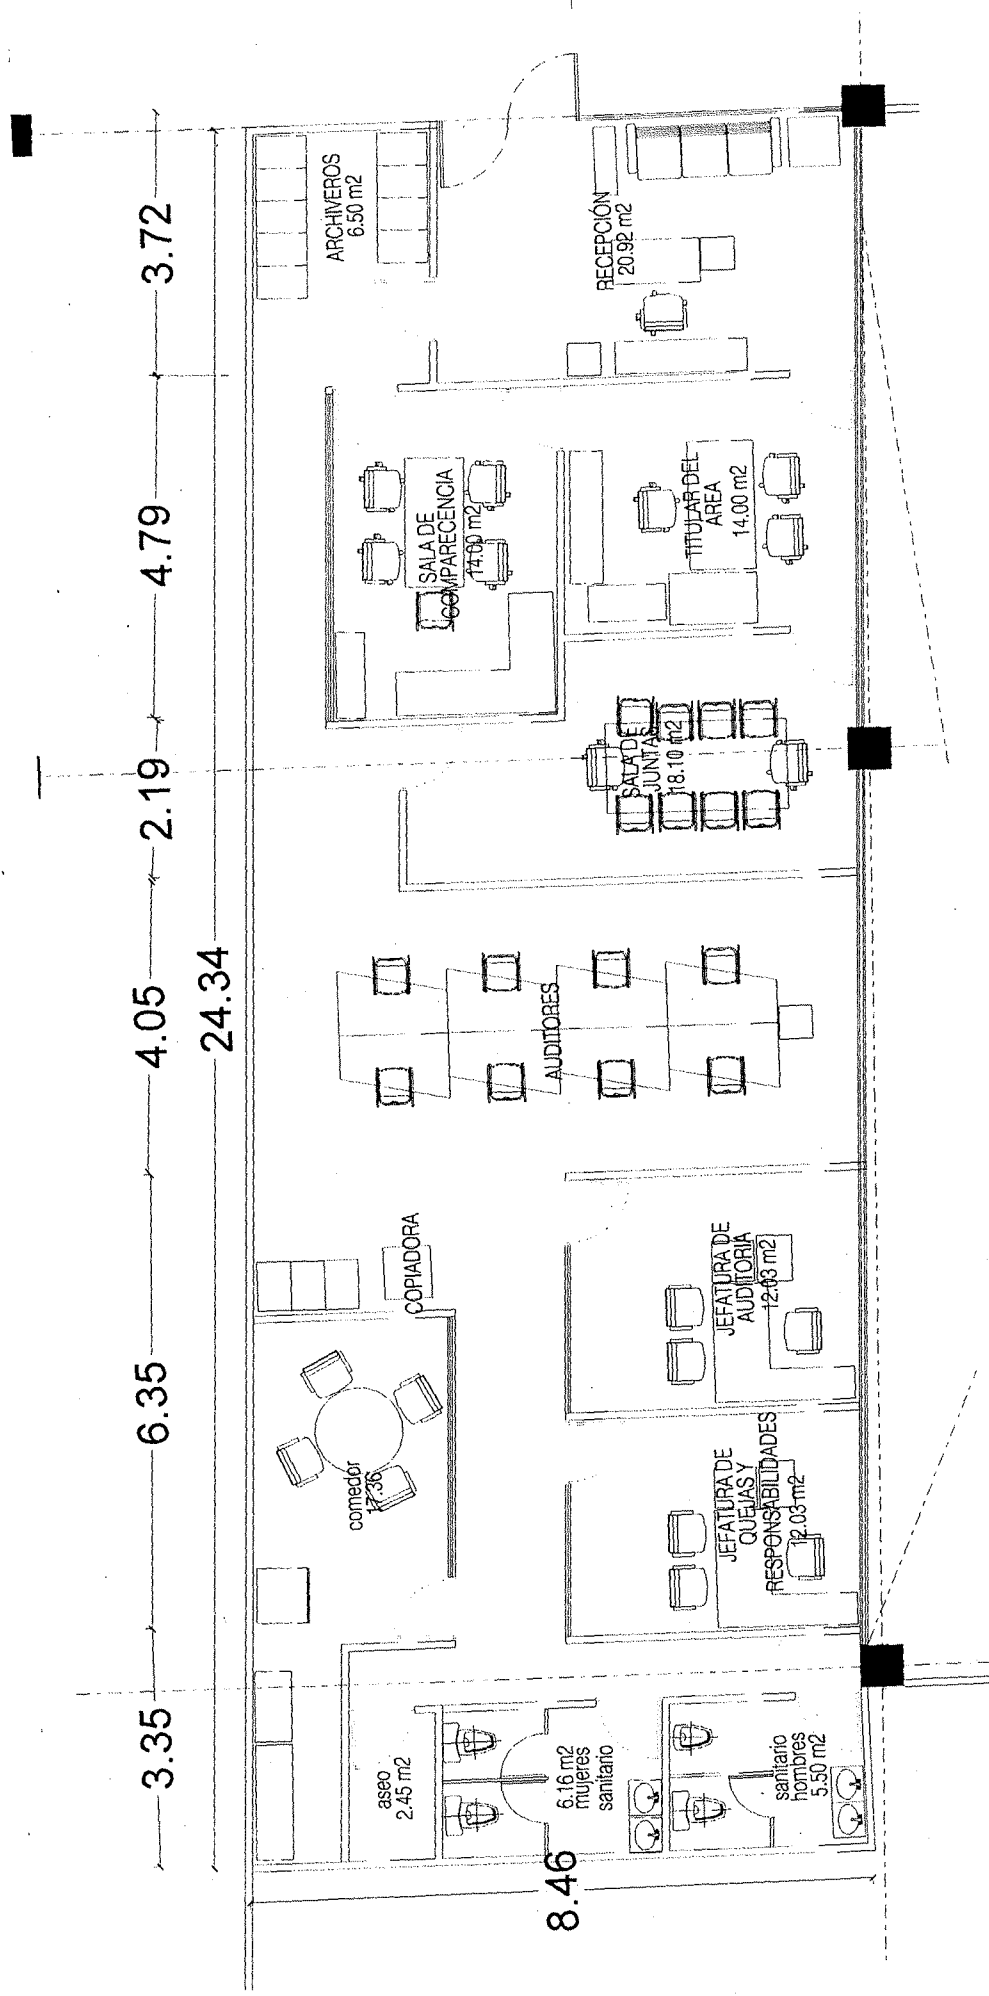 3.35
6.35
4.05
2.19
4.79
3.72
24.34
8.46
aseo
2.45 m2
6.16 m2
mujeres
sanitario
sanitario
hombres
5.50 m2
comedor
17.36
COPIADORA
JEFATURA DE
QUEJAS Y
RESPONSABILIDADES
12.03 m2
JEFATURA DE
AUDITORIA
12.03 m2
AUDITORES
SALA DE
JUNTAS
18.10 m2
SALA DE
COMPARECENCIA
14.00 m2
TITULAR DEL
AREA
14.00 m2
ARCHIVEROS
6.50 m2
RECEPCIÓN
20.92 m2